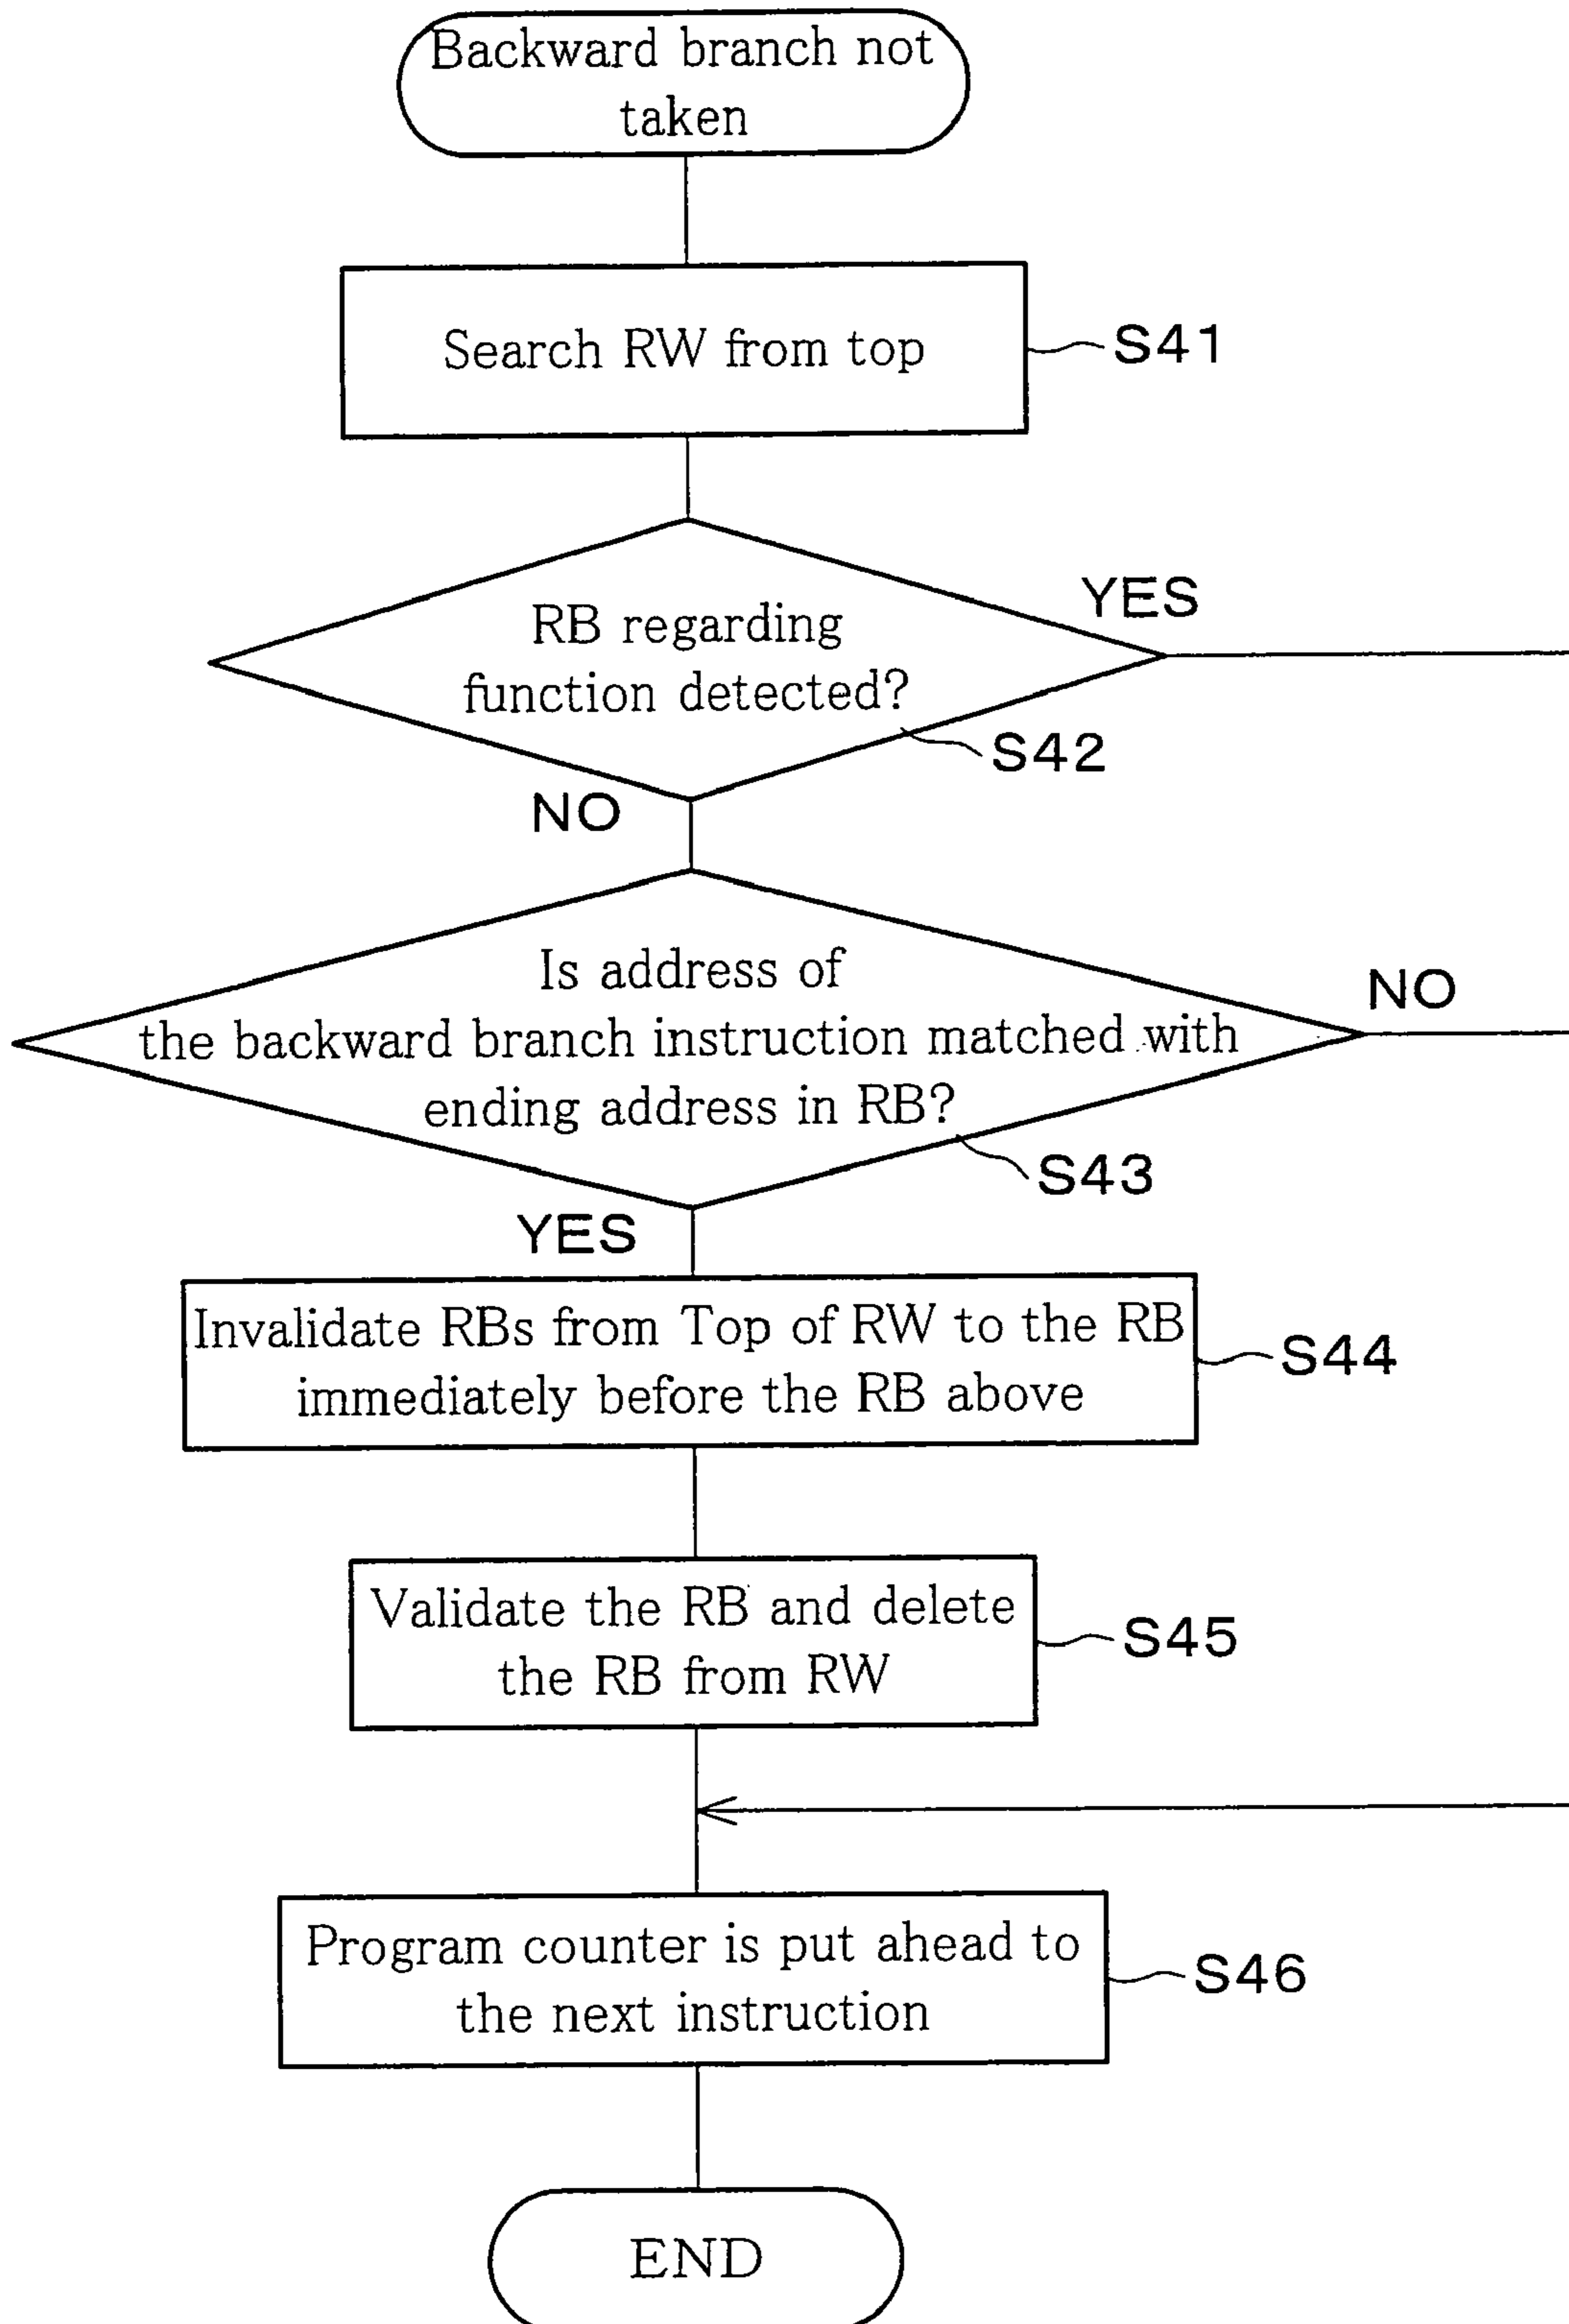 Backward branch not
taken
Search RW from top
S41
YES
RB regarding
function detected?
S42
NO
Is address of
NO
the backward branch instruction matched with
ending address in RB?
S43
YES
Invalidate RBs from Top of RW to the RB
immediately before the RB above
S44
Validate the RB and delete
the RB from RW
S45
Program counter is put ahead to
the next instruction
S46
END